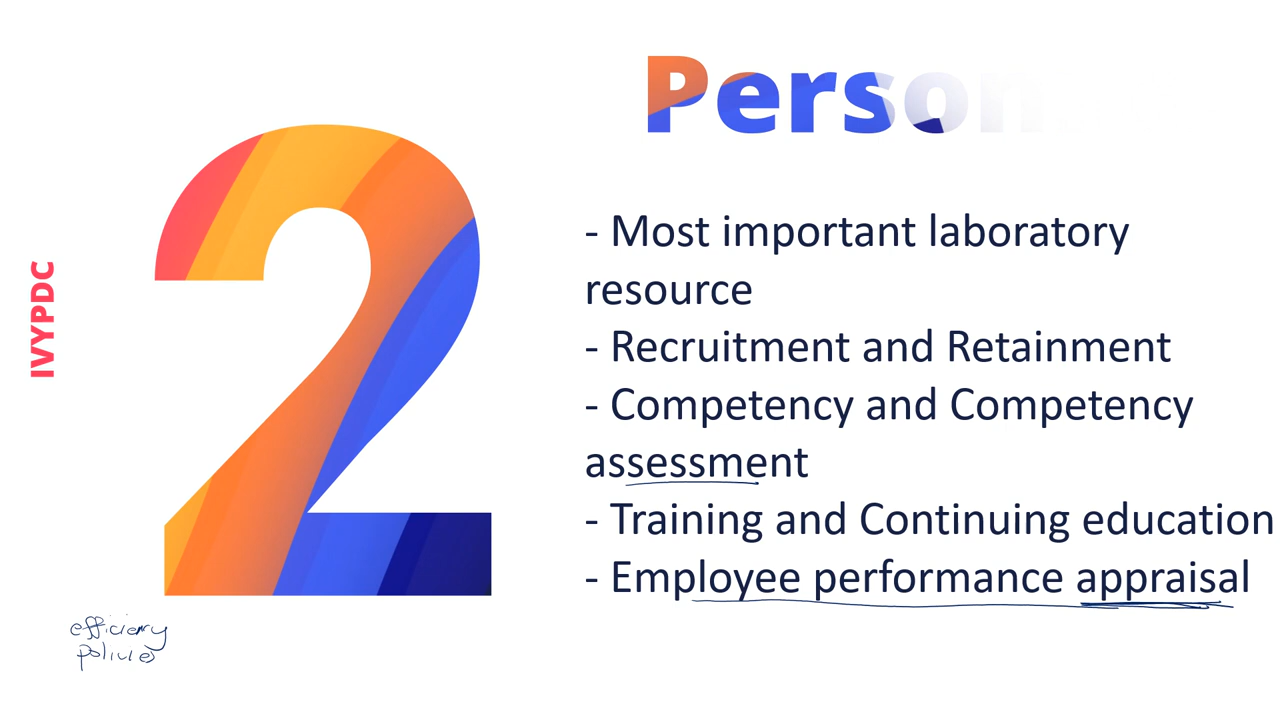 Person
IVYPDC
- Most important laboratory
resource
- Recruitment and Retainment
- Competency and Competency
assessment
- Training and Continuing education
- Employee performance appraisal
efficiency
policies